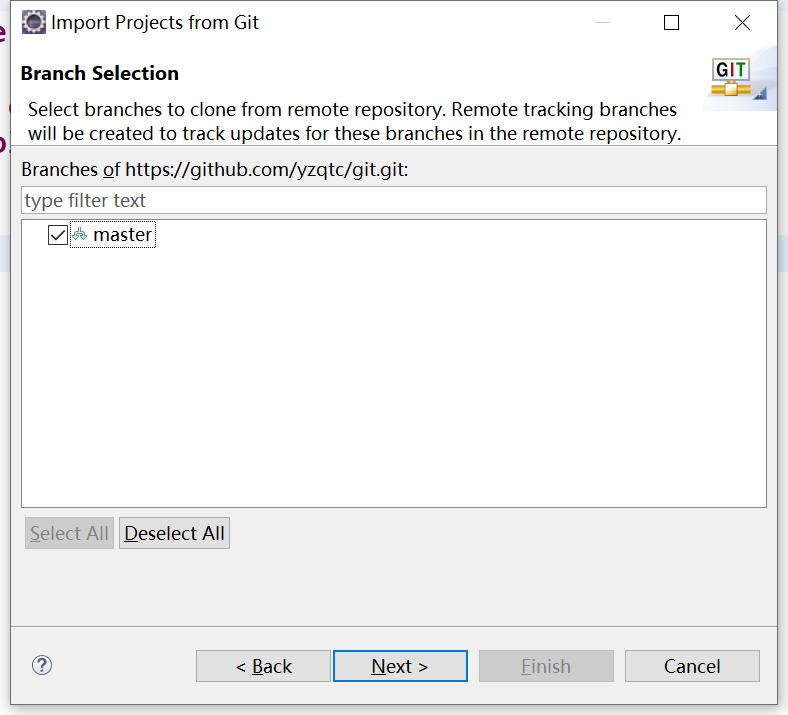 Import Projects from Git
Branch Selection
GIT
Select branches to clone from remote repository. Remote tracking branches
will be created to track updates for these branches in the remote repository.
Branches of https://github.com/yzqtc/git.git:
type filter text
master
Select All
Deselect All
?
< Back
Next >
Finish
Cancel